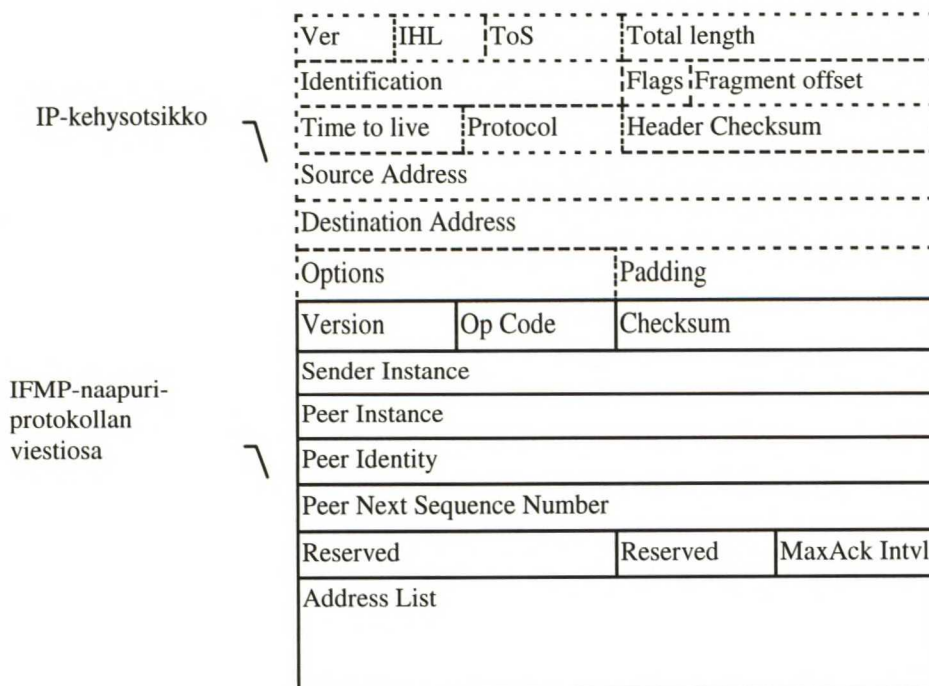 Ver IHL ToS Total length
Identification Flags Fragment offset
IP-kehysotsikko
Time to live Protocol Header Checksum
Source Address
Destination Address
Options Padding
Version Op Code Checksum
Sender Instance
IFMP-naapuri-
protokollan
viestiosa
Peer Instance
Peer Identity
Peer Next Sequence Number
Reserved Reserved MaxAck Intvl
Address List